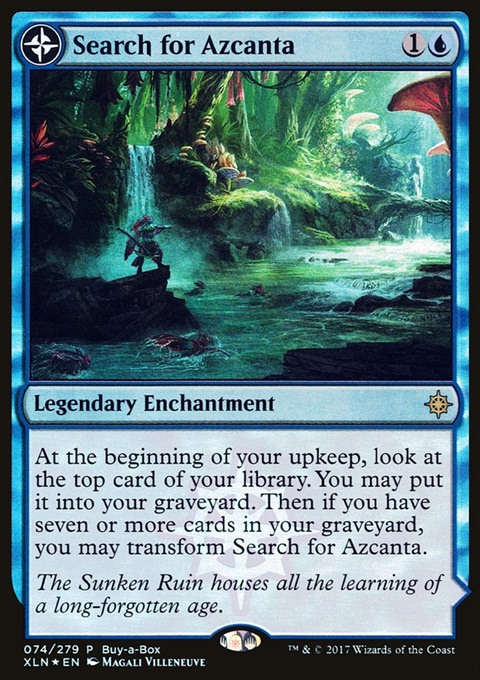 Search for Azcanta 1
Legendary Enchantment
At the beginning of your upkeep, look at
the top card of your library. You may put
it into your graveyard. Then if you have
seven or more cards in your graveyard,
you may transform Search for Azcanta.
The Sunken Ruin houses all the learning of
a long-forgotten age.
074/279 P Buy-a-Box
XLN★EN Magali Villeneuve
™ & © 2017 Wizards of the Coast